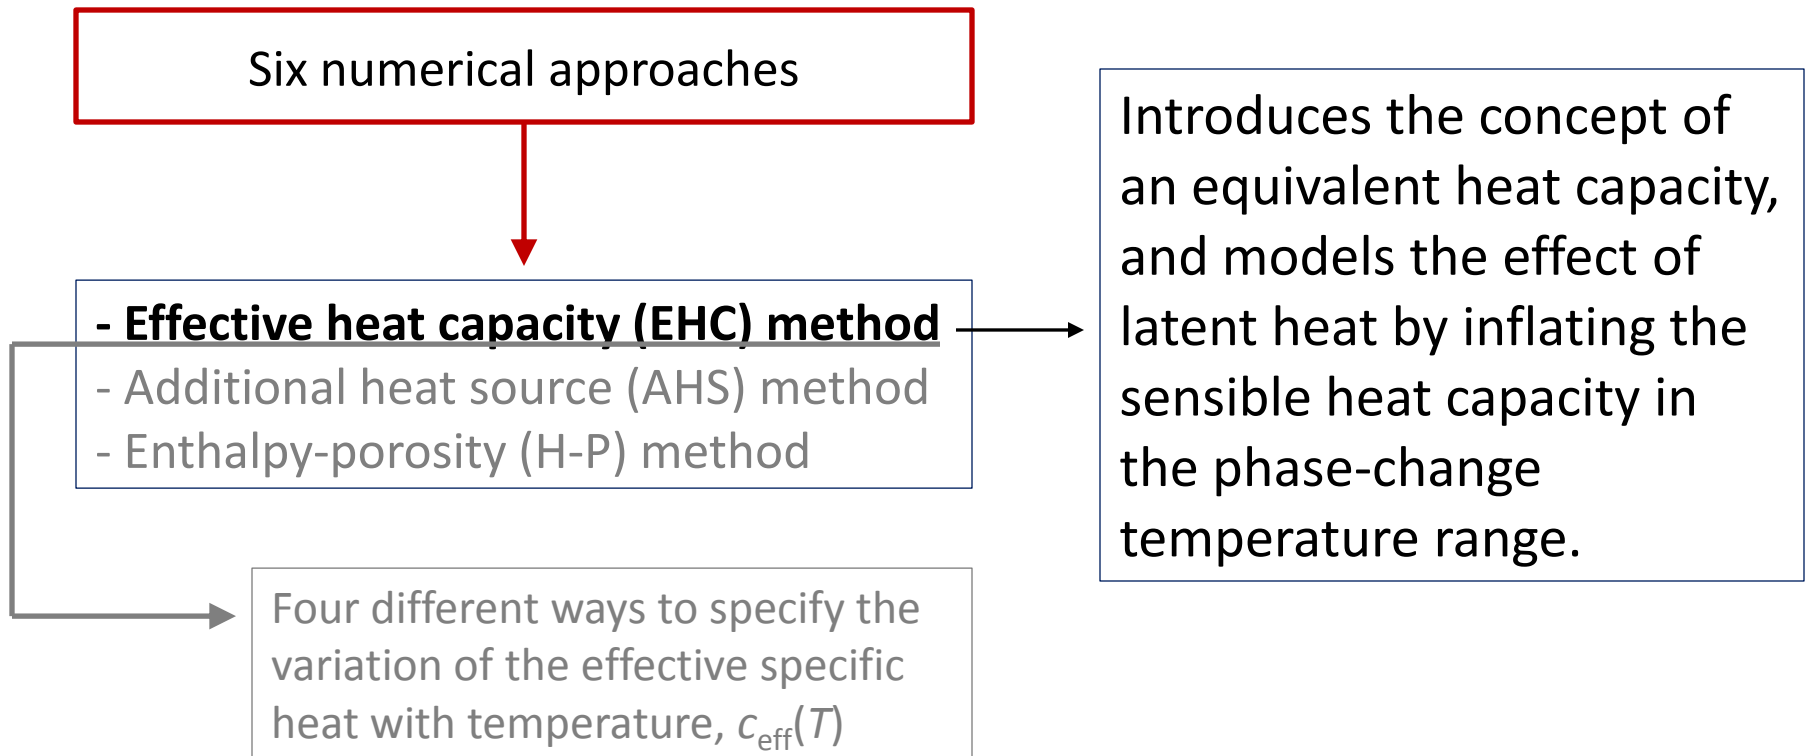 Six numerical approaches
- Effective heat capacity (EHC) method
- Additional heat source (AHS) method
- Enthalpy-porosity (H-P) method
Introduces the concept of
an equivalent heat capacity,
and models the effect of
latent heat by inflating the
sensible heat capacity in
the phase-change
temperature range.
Four different ways to specify the
variation of the effective specific
heat with temperature, ceff(T)